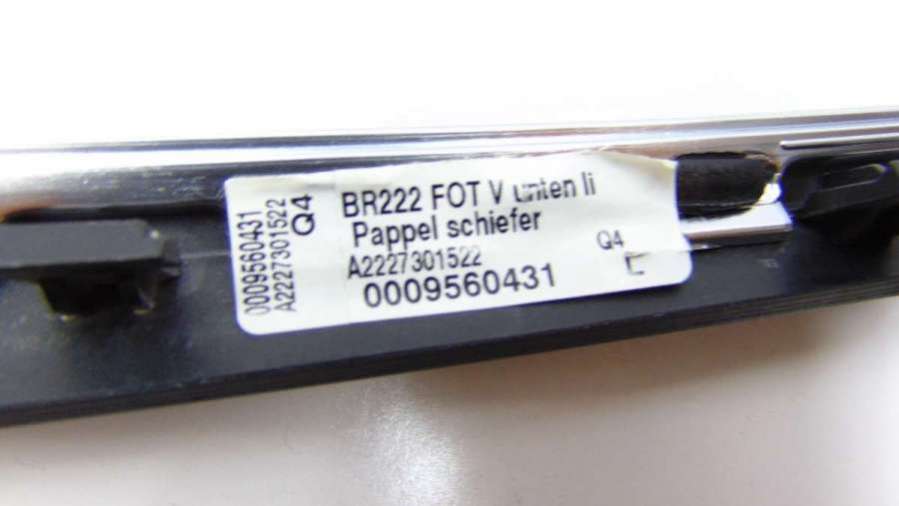 BR222 FOT V unten li
Pappel schiefer
A2227301522
0009560431
Q4
L
0009560431
A2227301522
Q4